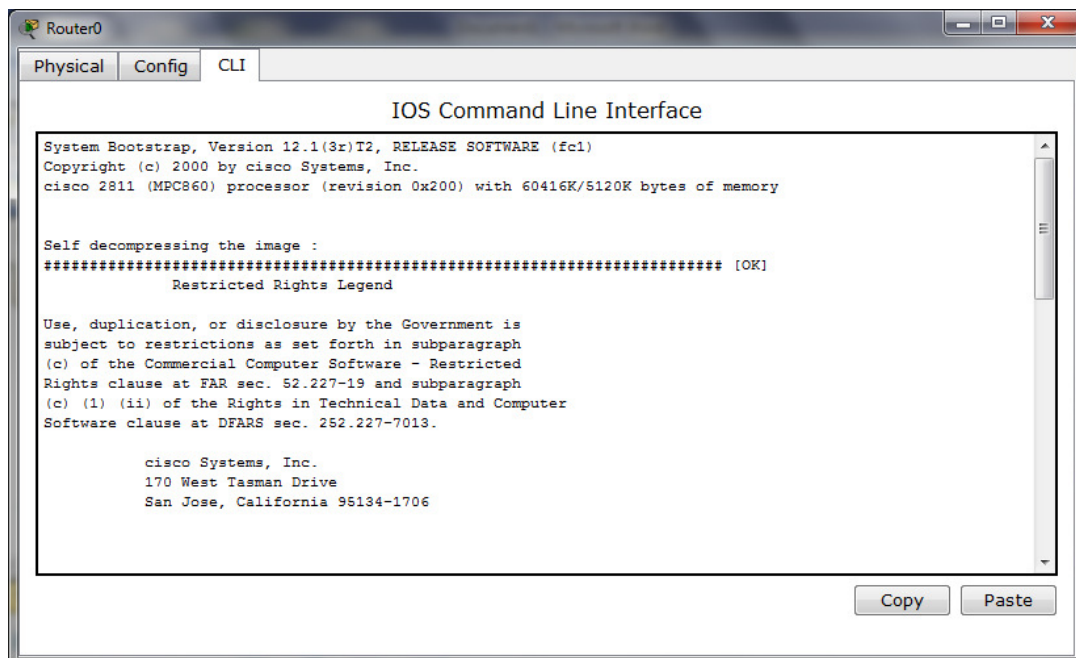 Router0
Physical Config CLI
IOS Command Line Interface
System Bootstrap, Version 12.1(3r)T2, RELEASE SOFTWARE (fc1)
Copyright (c) 2000 by cisco Systems, Inc.
cisco 2811 (MPC860) processor (revision 0x200) with 60416K/5120K bytes of memory
Self decompressing the image :
########################################################################## [OK]
Restricted Rights Legend
Use, duplication, or disclosure by the Government is
subject to restrictions as set forth in subparagraph
(c) of the Commercial Computer Software - Restricted
Rights clause at FAR sec. 52.227-19 and subparagraph
(c) (1) (ii) of the Rights in Technical Data and Computer
Software clause at DFARS sec. 252.227-7013.
cisco Systems, Inc.
170 West Tasman Drive
San Jose, California 95134-1706
Copy Paste